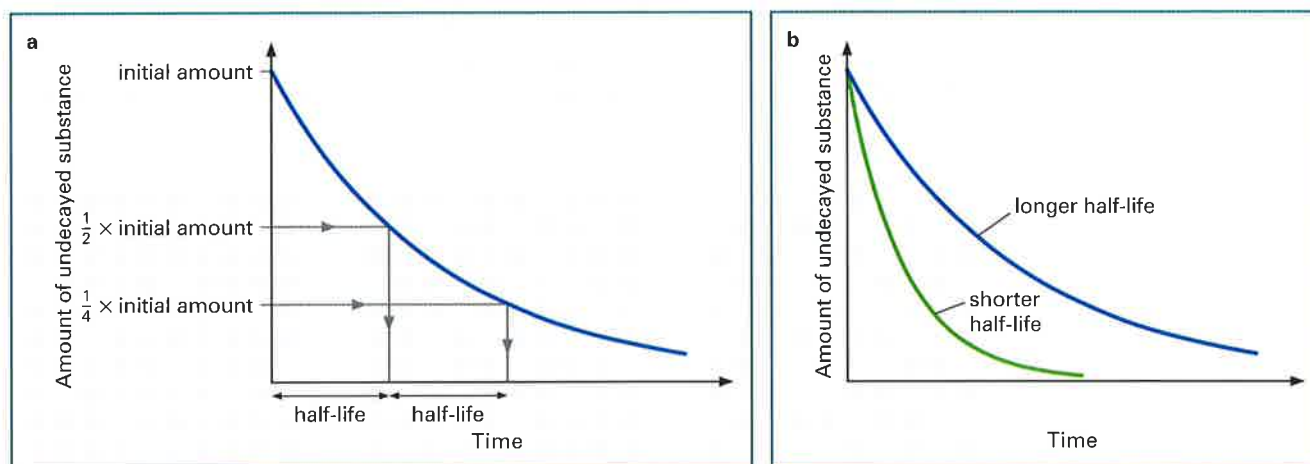 a
Amount of undecayed substance
initial amount
1/2 × initial amount
1/4 × initial amount
half-life
half-life
Time
b
Amount of undecayed substance
longer half-life
shorter
half-life
Time